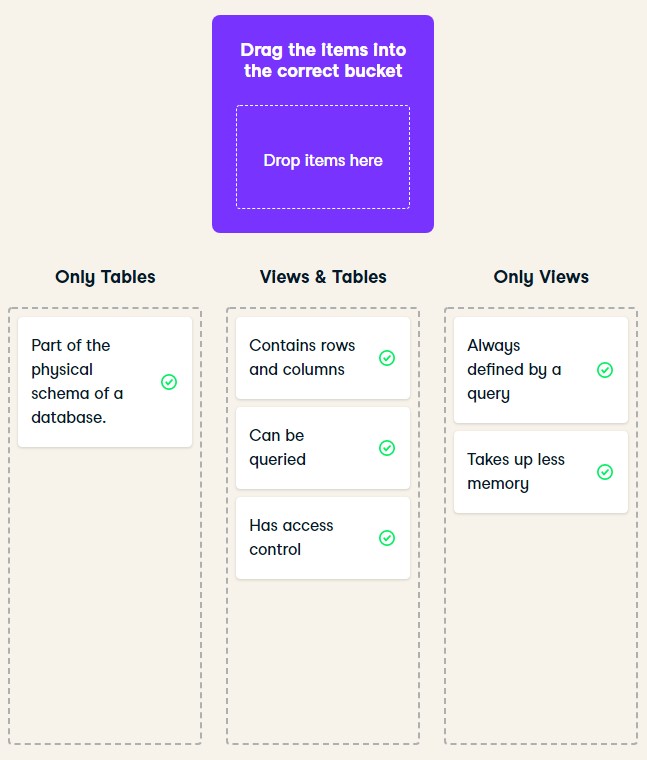 Drag the items into
the correct bucket
Drop items here
Only Tables
Part of the
physical
schema of a
database.
Views & Tables
Contains rows
and columns
Can be
queried
Has access
control
Only Views
Always
defined by a
query
Takes up less
memory